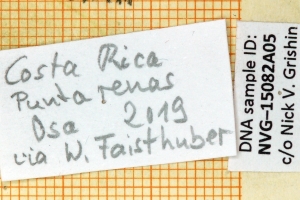 Costa Rica
Puntarenas
Osa 2019
via W. Faisthuber
DNA sample ID:
NVG–15082A05
c/o Nick V. Grishin